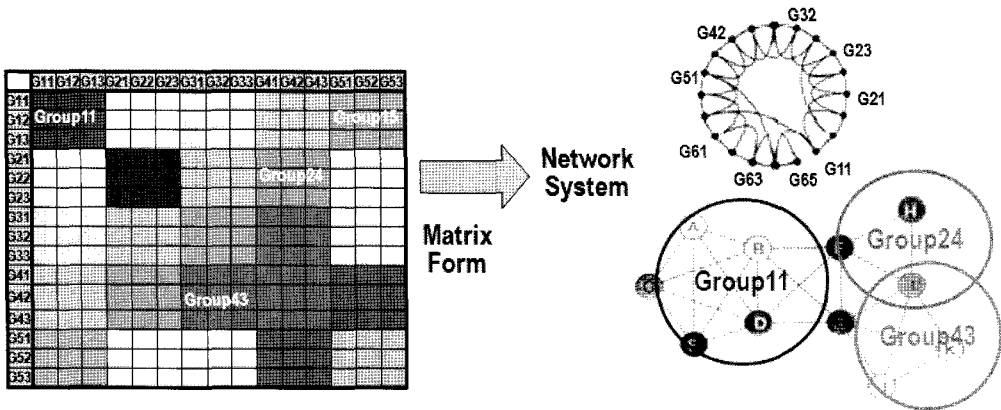 G11 G12 G13 G21 G22 G23 G31 G32 G33 G41 G42 G43 G51 G52 G53
G11
G12
G13
G21
G22
G23
G31
G32
G33
G41
G42
G43
G51
G52
G53
Group11
Group15
Group24
Group43
Matrix
Form
Network
System
G32
G42
G23
G51
G21
G61
G11
G63
G65
A
B
H
Group24
Group11
D
Group43